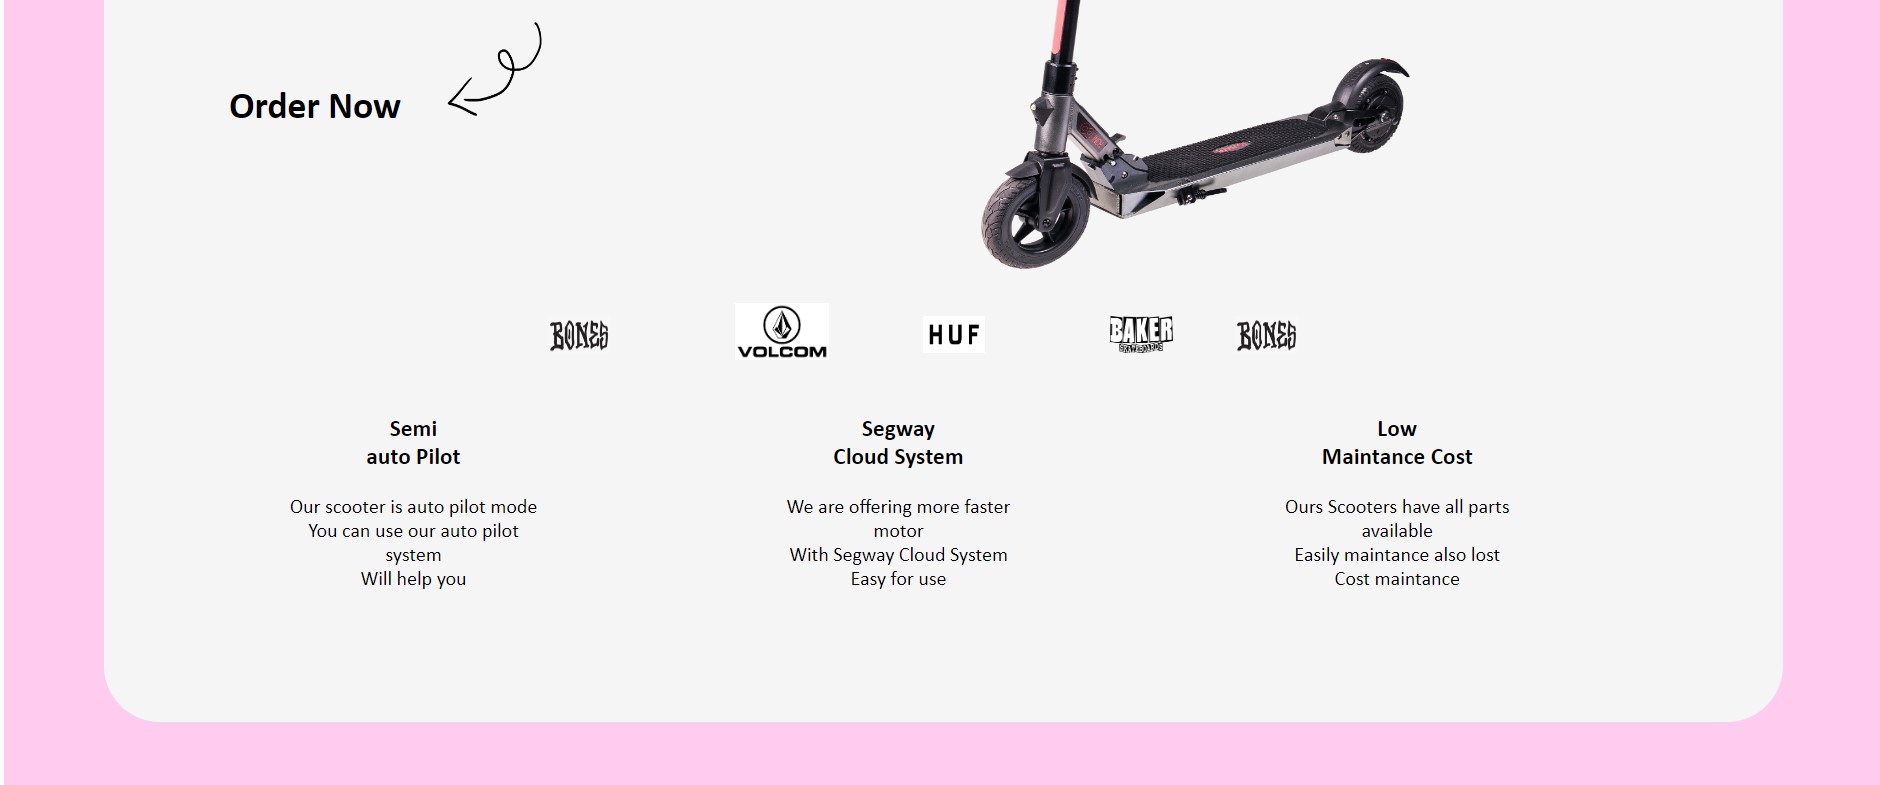 Order Now
BONES
VOLCOM
HUF
BAKER
SKATEBOARDS
BONES
Semi
auto Pilot
Our scooter is auto pilot mode
You can use our auto pilot
system
Will help you
Segway
Cloud System
We are offering more faster
motor
With Segway Cloud System
Easy for use
Low
Maintance Cost
Ours Scooters have all parts
available
Easily maintance also lost
Cost maintance